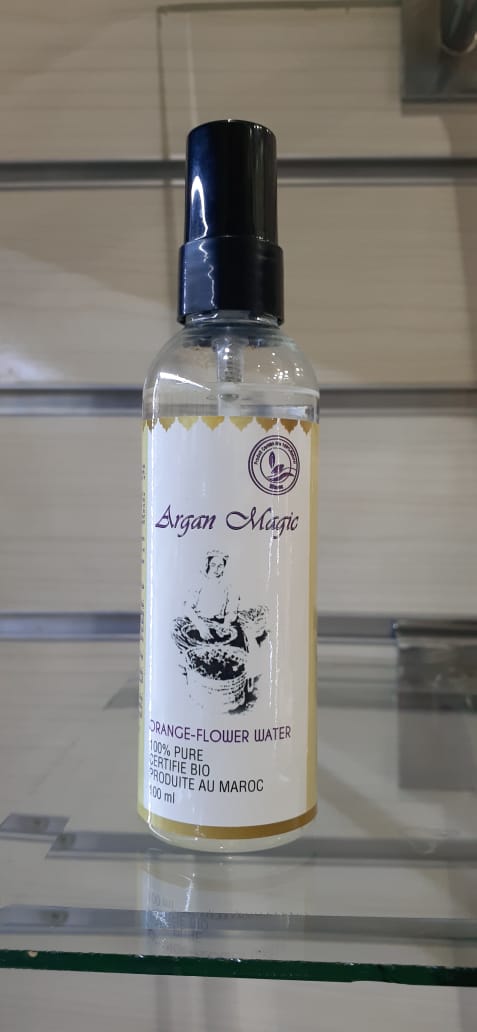 Argan Magic
ORANGE-FLOWER WATER
100% PURE
CERTIFIE BIO
PRODUITE AU MAROC
100 ml